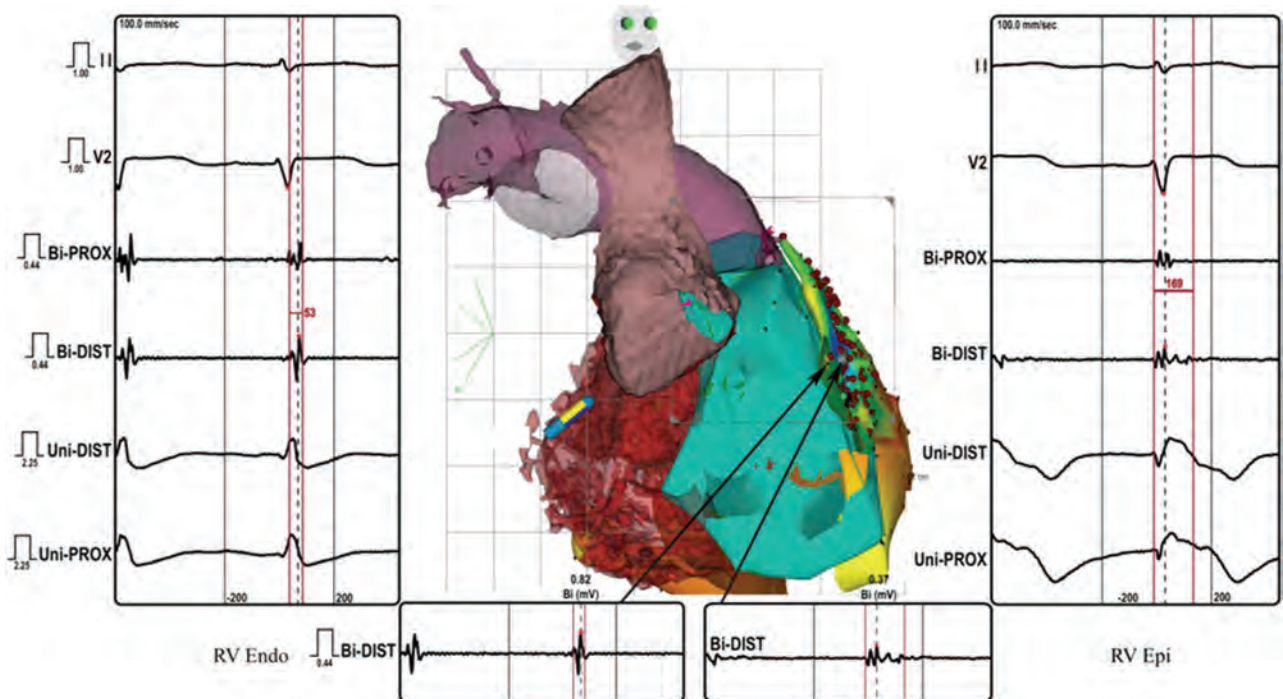 100.0 mm/sec
II
1.00
V2
1.00
Bi-PROX
0.44
53
Bi-DIST
0.44
Uni-DIST
2.25
Uni-PROX
2.25
-200
200
RV Endo
100.0 mm/sec
II
V2
Bi-PROX
169
Bi-DIST
Uni-DIST
Uni-PROX
-200
200
RV Epi
0.82
Bi (mV)
Bi-DIST
0.44
0.37
Bi (mV)
Bi-DIST